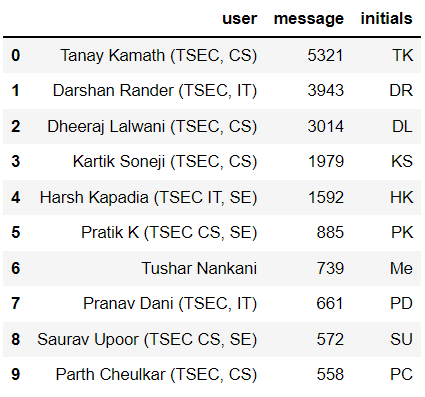 user message initials
0 Tanay Kamath (TSEC, CS) 5321 TK
1 Darshan Rander (TSEC, IT) 3943 DR
2 Dheeraj Lalwani (TSEC, CS) 3014 DL
3 Kartik Soneji (TSEC, CS) 1979 KS
4 Harsh Kapadia (TSEC IT, SE) 1592 HK
5 Pratik K (TSEC CS, SE) 885 PK
6 Tushar Nankani 739 Me
7 Pranav Dani (TSEC, IT) 661 PD
8 Saurav Upoor (TSEC CS, SE) 572 SU
9 Parth Cheulkar (TSEC, CS) 558 PC